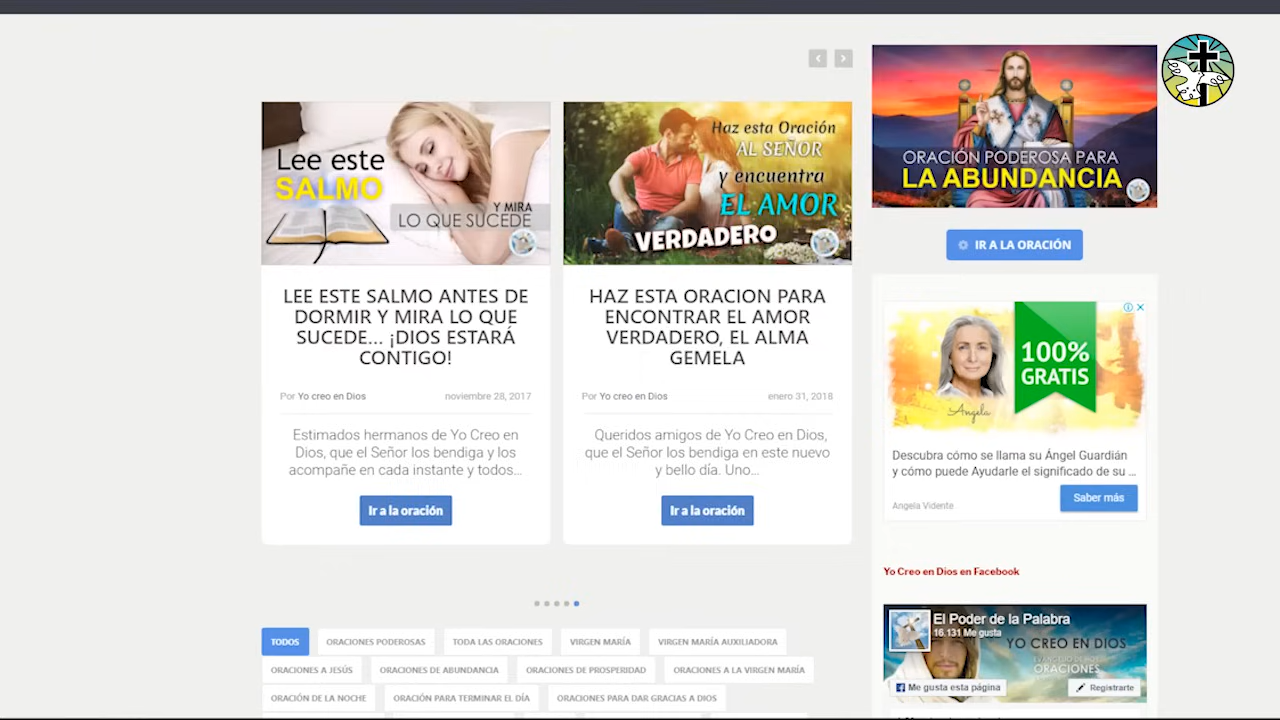 Lee este
SALMO
Y MIRA
LO QUE SUCEDE
LEE ESTE SALMO ANTES DE
DORMIR Y MIRA LO QUE
SUCEDE... ¡DIOS ESTARÁ
CONTIGO!
Por Yo creo en Dios
noviembre 28, 2017
Estimados hermanos de Yo Creo en
Dios, que el Señor los bendiga y los
acompañe en cada instante y todos...
Ir a la oración
Haz esta Oración
AL SEÑOR
y encuentra
EL AMOR
VERDADERO
HAZ ESTA ORACION PARA
ENCONTRAR EL AMOR
VERDADERO, EL ALMA
GEMELA
Por Yo creo en Dios
enero 31, 2018
Queridos amigos de Yo Creo en Dios,
que el Señor los bendiga en este nuevo
y bello día. Uno...
Ir a la oración
ORACIÓN PODEROSA PARA
LA ABUNDANCIA
IR A LA ORACIÓN
100%
GRATIS
Angela
Descubra cómo se llama su Ángel Guardián
y cómo puede Ayudarle el significado de su ...
Angela Vidente
Saber más
Yo Creo en Dios en Facebook
El Poder de la Palabra
16.131 Me gusta
YO CREO EN DIOS
ORACIONES
Me gusta esta página
Registrarte
TODOS
ORACIONES PODEROSAS
TODA LAS ORACIONES
VIRGEN MARÍA
VIRGEN MARÍA AUXILIADORA
ORACIONES A JESÚS
ORACIONES DE ABUNDANCIA
ORACIONES DE PROSPERIDAD
ORACIONES A LA VIRGEN MARÍA
ORACIÓN DE LA NOCHE
ORACIÓN PARA TERMINAR EL DÍA
ORACIONES PARA DAR GRACIAS A DIOS